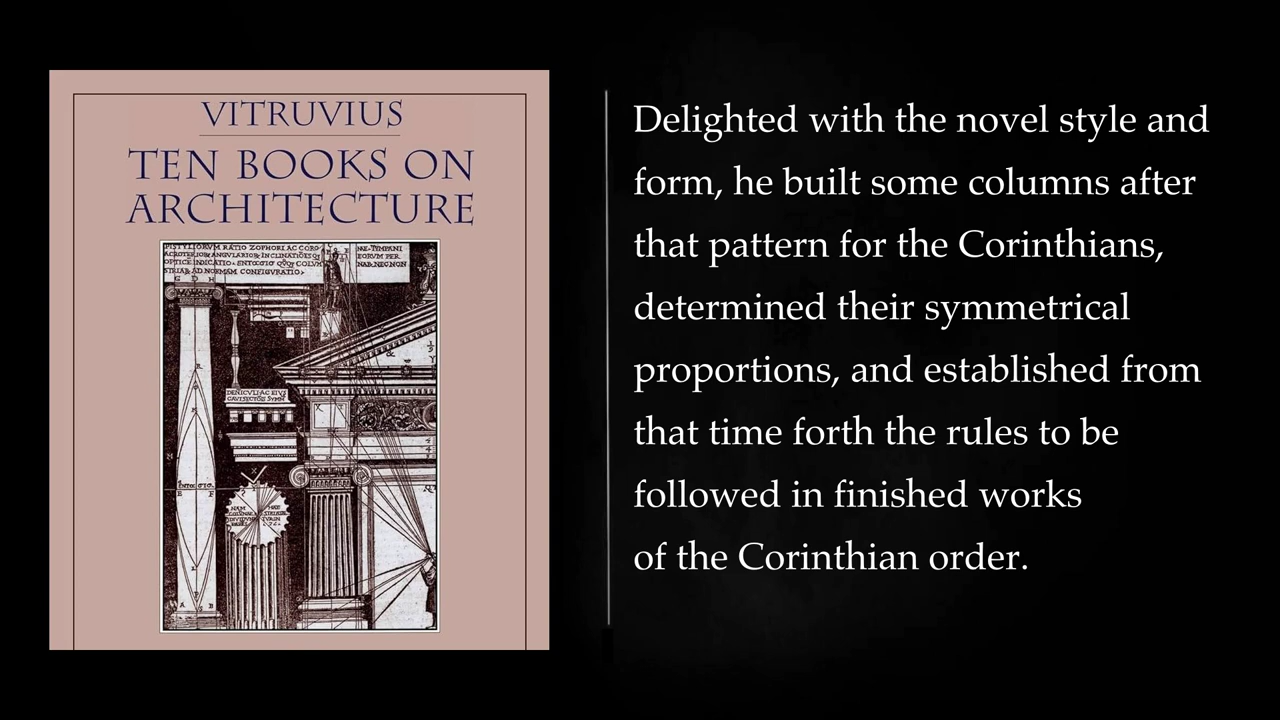 VITRUVIUS
TEN BOOKS ON
ARCHITECTURE
Delighted with the novel style and
form, he built some columns after
that pattern for the Corinthians,
determined their symmetrical
proportions, and established from
that time forth the rules to be
followed in finished works
of the Corinthian order.